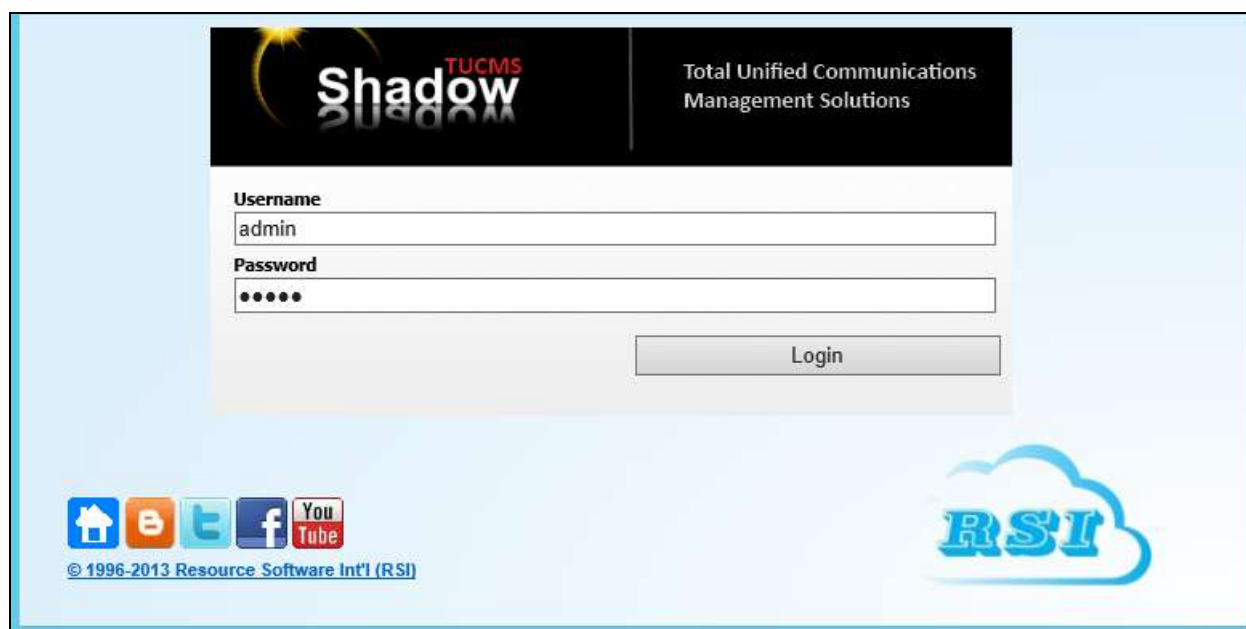 TUCMS
Shadow
Total Unified Communications
Management Solutions
Username
admin
Password
•••••
Login
You
Tube
© 1996-2013 Resource Software Int'l (RSI)
RSI